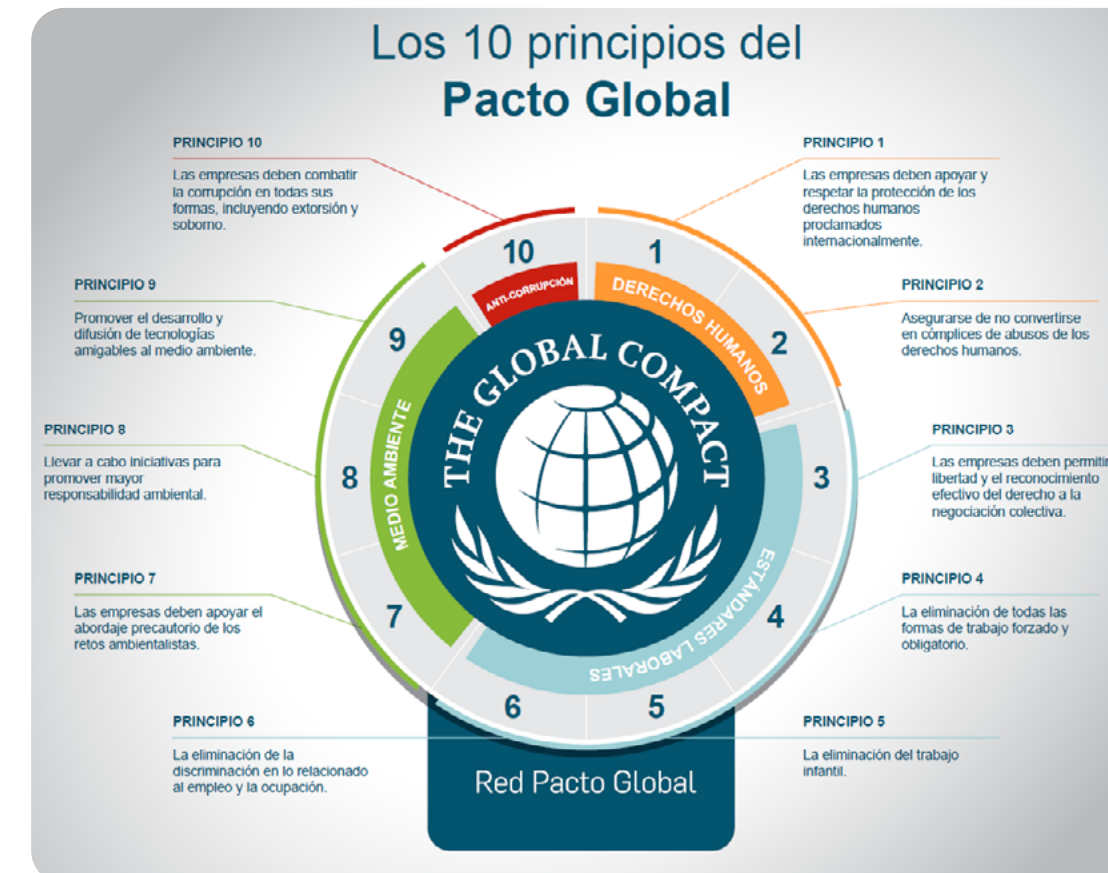 Los 10 principios del
Pacto Global
PRINCIPIO 1
Las empresas deben apoyar y
respetar la protección de los
derechos humanos
proclamados
internacionalmente.
PRINCIPIO 2
Asegurarse de no convertirse
en cómplices de abusos de los
derechos humanos.
PRINCIPIO 3
Las empresas deben permitir
libertad y el reconocimiento
efectivo del derecho a la
negociación colectiva.
PRINCIPIO 4
La eliminación de todas las
formas de trabajo forzado y
obligatorio.
PRINCIPIO 5
La eliminación del trabajo
infantil.
PRINCIPIO 6
La eliminación de la
discriminación en lo relacionado
al empleo y la ocupación.
PRINCIPIO 7
Las empresas deben apoyar el
abordaje precautorio de los
retos ambientalistas.
PRINCIPIO 8
Llevar a cabo iniciativas para
promover mayor
responsabilidad ambiental.
PRINCIPIO 9
Promover el desarrollo y
difusión de tecnologías
amigables al medio ambiente.
PRINCIPIO 10
Las empresas deben combatir
la corrupción en todas sus
formas, incluyendo extorsión y
soborno.
1
2
3
4
5
6
7
8
9
10
DERECHOS HUMANOS
ESTÁNDARES LABORALES
MEDIO AMBIENTE
ANTI-CORRUPCIÓN
THE GLOBAL COMPACT
Red Pacto Global